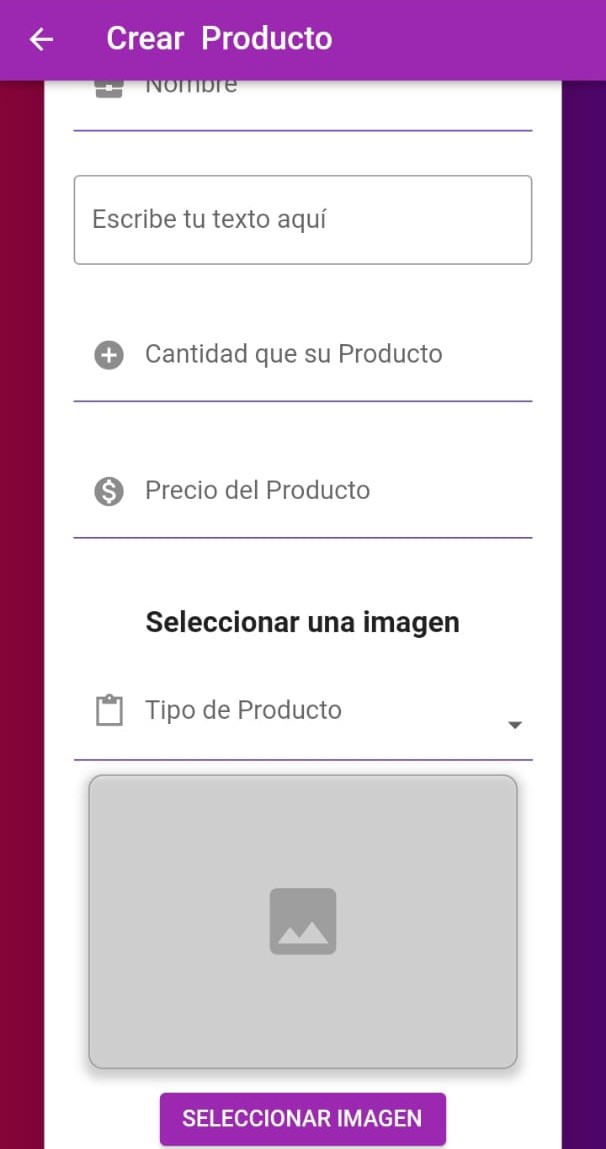 Crear Producto
Nombre
Escribe tu texto aquí
Cantidad que su Producto
Precio del Producto
Seleccionar una imagen
Tipo de Producto
SELECCIONAR IMAGEN